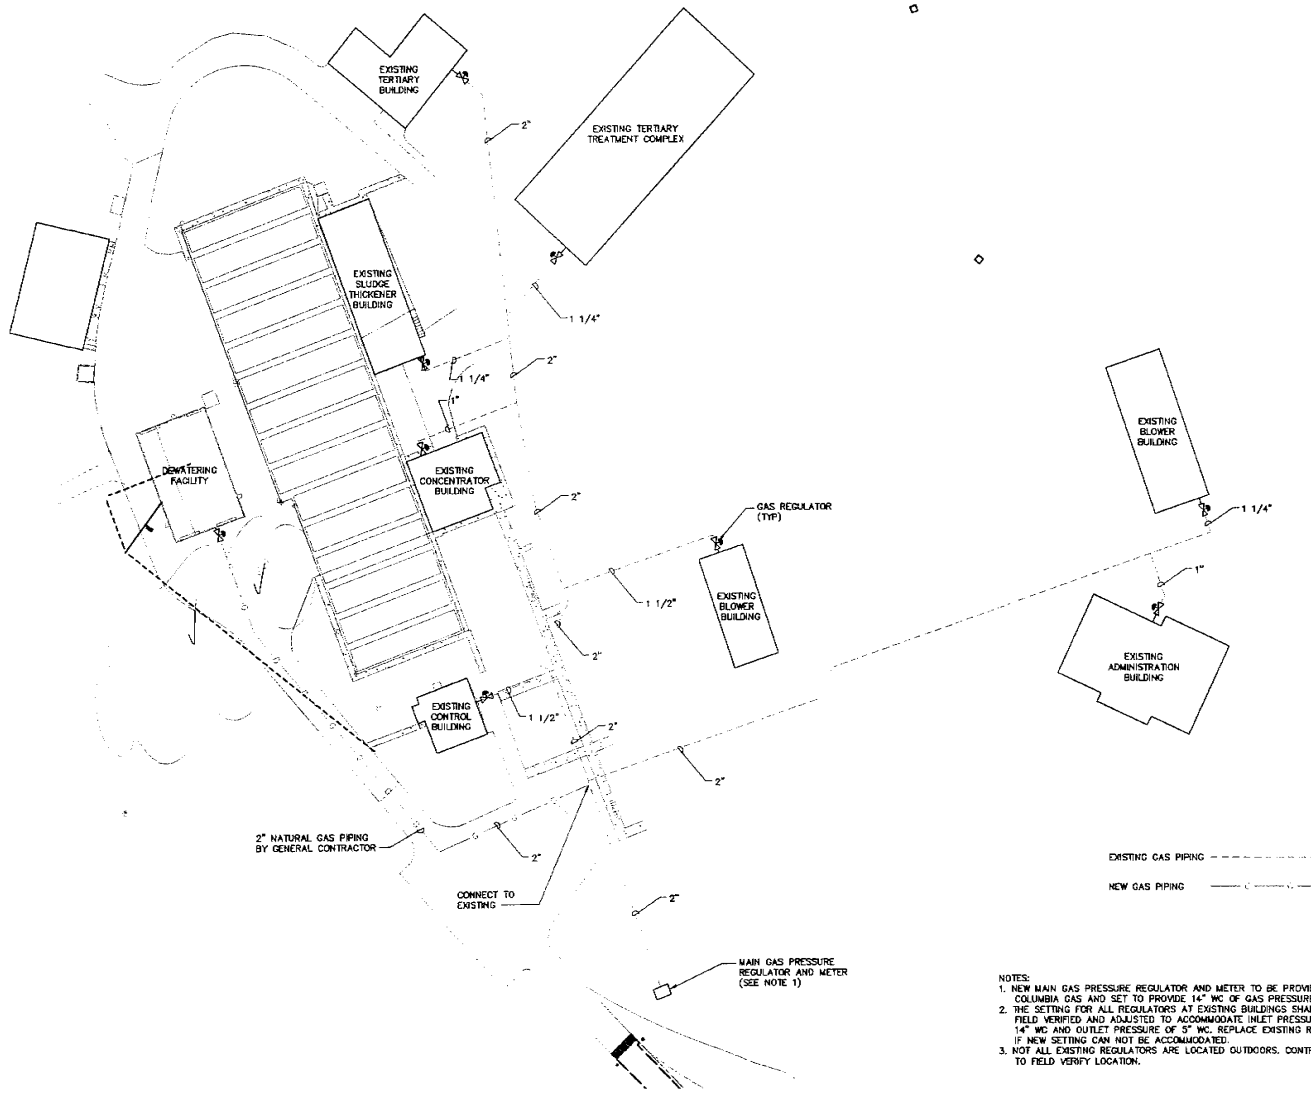 EXISTING
TERTIARY
BUILDING
2"
EXISTING TERTIARY
TREATMENT COMPLEX
EXISTING
SLUDGE
THICKENER
BUILDING
1 1/4"
2"
1 1/4"
1"
EXISTING
BLOWER
BUILDING
DEWATERING
FACILITY
EXISTING
CONCENTRATOR
BUILDING
2"
GAS REGULATOR
(TYP)
1 1/4"
1"
EXISTING
BLOWER
BUILDING
1 1/2"
2"
EXISTING
ADMINISTRATION
BUILDING
EXISTING
CONTROL
BUILDING
1 1/2"
2"
2"
2" NATURAL GAS PIPING
BY GENERAL CONTRACTOR
2"
CONNECT TO
EXISTING
2"
EXISTING GAS PIPING
NEW GAS PIPING
G G
MAIN GAS PRESSURE
REGULATOR AND METER
(SEE NOTE 1)
NOTES:
1. NEW MAIN GAS PRESSURE REGULATOR AND METER TO BE PROVI
COLUMBIA GAS AND SET TO PROVIDE 14" WC OF GAS PRESSUR
2. THE SETTING FOR ALL REGULATORS AT EXISTING BUILDINGS SHA
FIELD VERIFIED AND ADJUSTED TO ACCOMMODATE INLET PRESSU
14" WC AND OUTLET PRESSURE OF 5" WC. REPLACE EXISTING R
IF NEW SETTING CAN NOT BE ACCOMMODATED.
3. NOT ALL EXISTING REGULATORS ARE LOCATED OUTDOORS. CONT
TO FIELD VERIFY LOCATION.